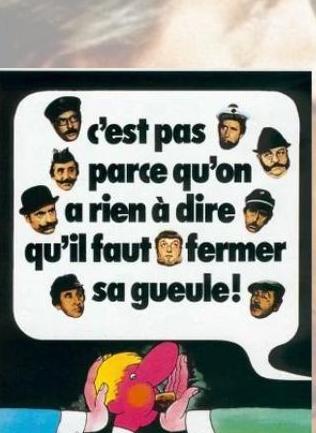 c'est pas
parce qu'on
a rien à dire
qu'il faut fermer
sa gueule!